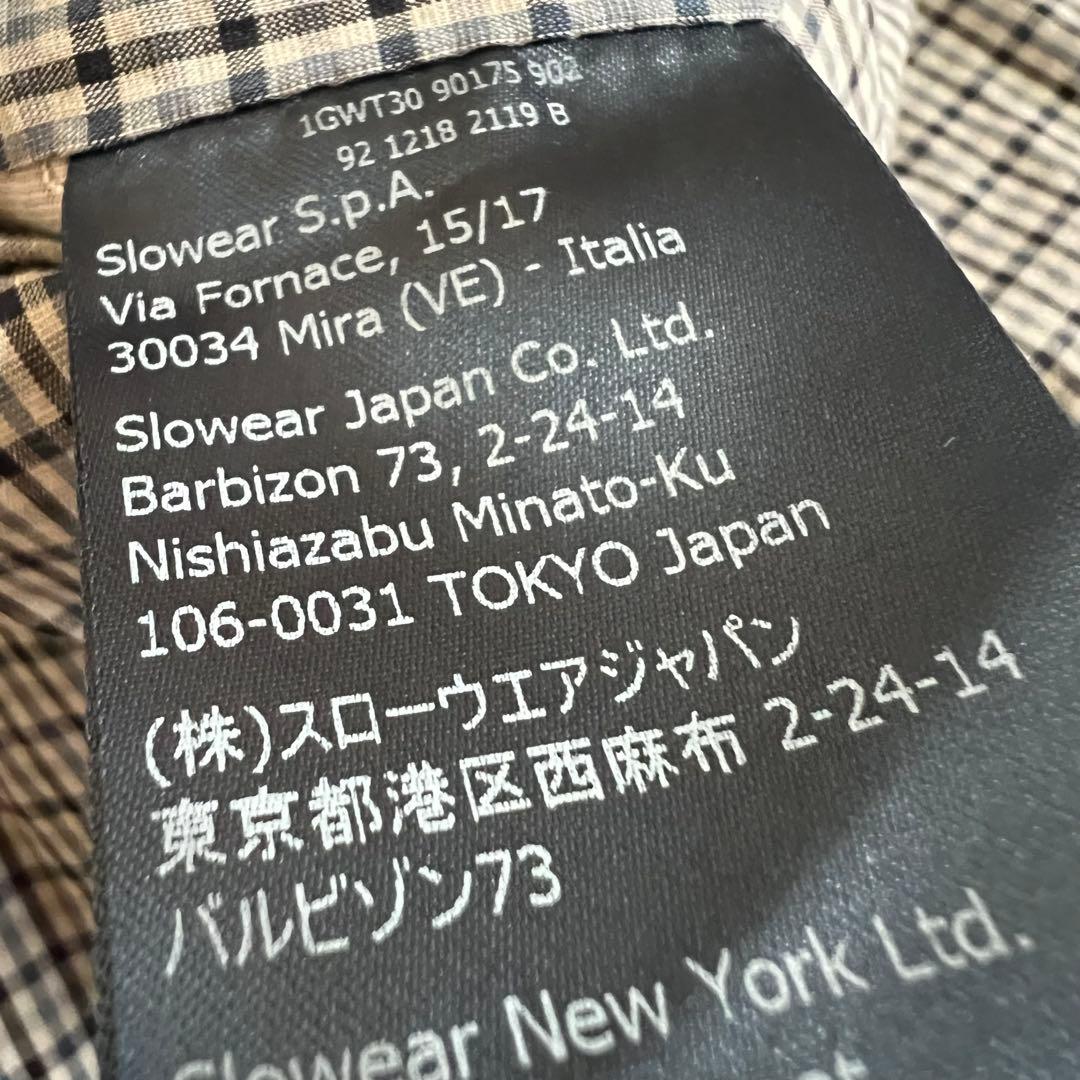 1GWT30 90175 902
92 1218 2119 B
Slowear S.p.A.
Via Fornace, 15/17
30034 Mira (VE) - Italia
Slowear Japan Co. Ltd.
Barbizon 73, 2-24-14
Nishiazabu Minato-Ku
106-0031 TOKYO Japan
(株)スローウエアジャパン
東京都港区西麻布 2-24-14
バルビゾン73
Slowear New York Ltd.